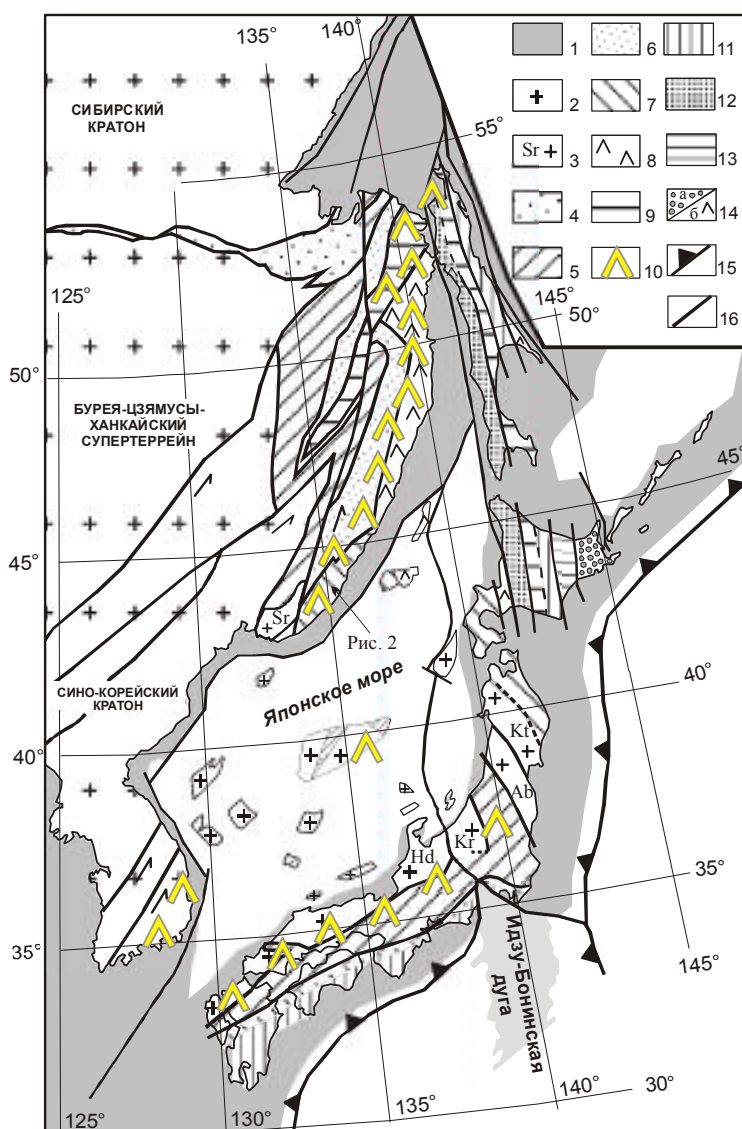 135°
140°
1
6
11
2
7
12
Sr
3
8
13
4
9
а
б
14
5
10
15
16
СИБИРСКИЙ
КРАТОН
55°
125°
145°
50°
50°
БУРЕЯ-ЦЗЯМУСЫ-
ХАНКАЙСКИЙ
СУПЕРТЕРРЕЙН
45°
45°
Sr
Рис. 2
СИНО-КОРЕЙСКИЙ
КРАТОН
Японское море
40°
40°
Kt
Ab
Kr
Hd
35°
35°
Идзу-Бонинская
дуга
145°
125°
130°
135°
140°
30°